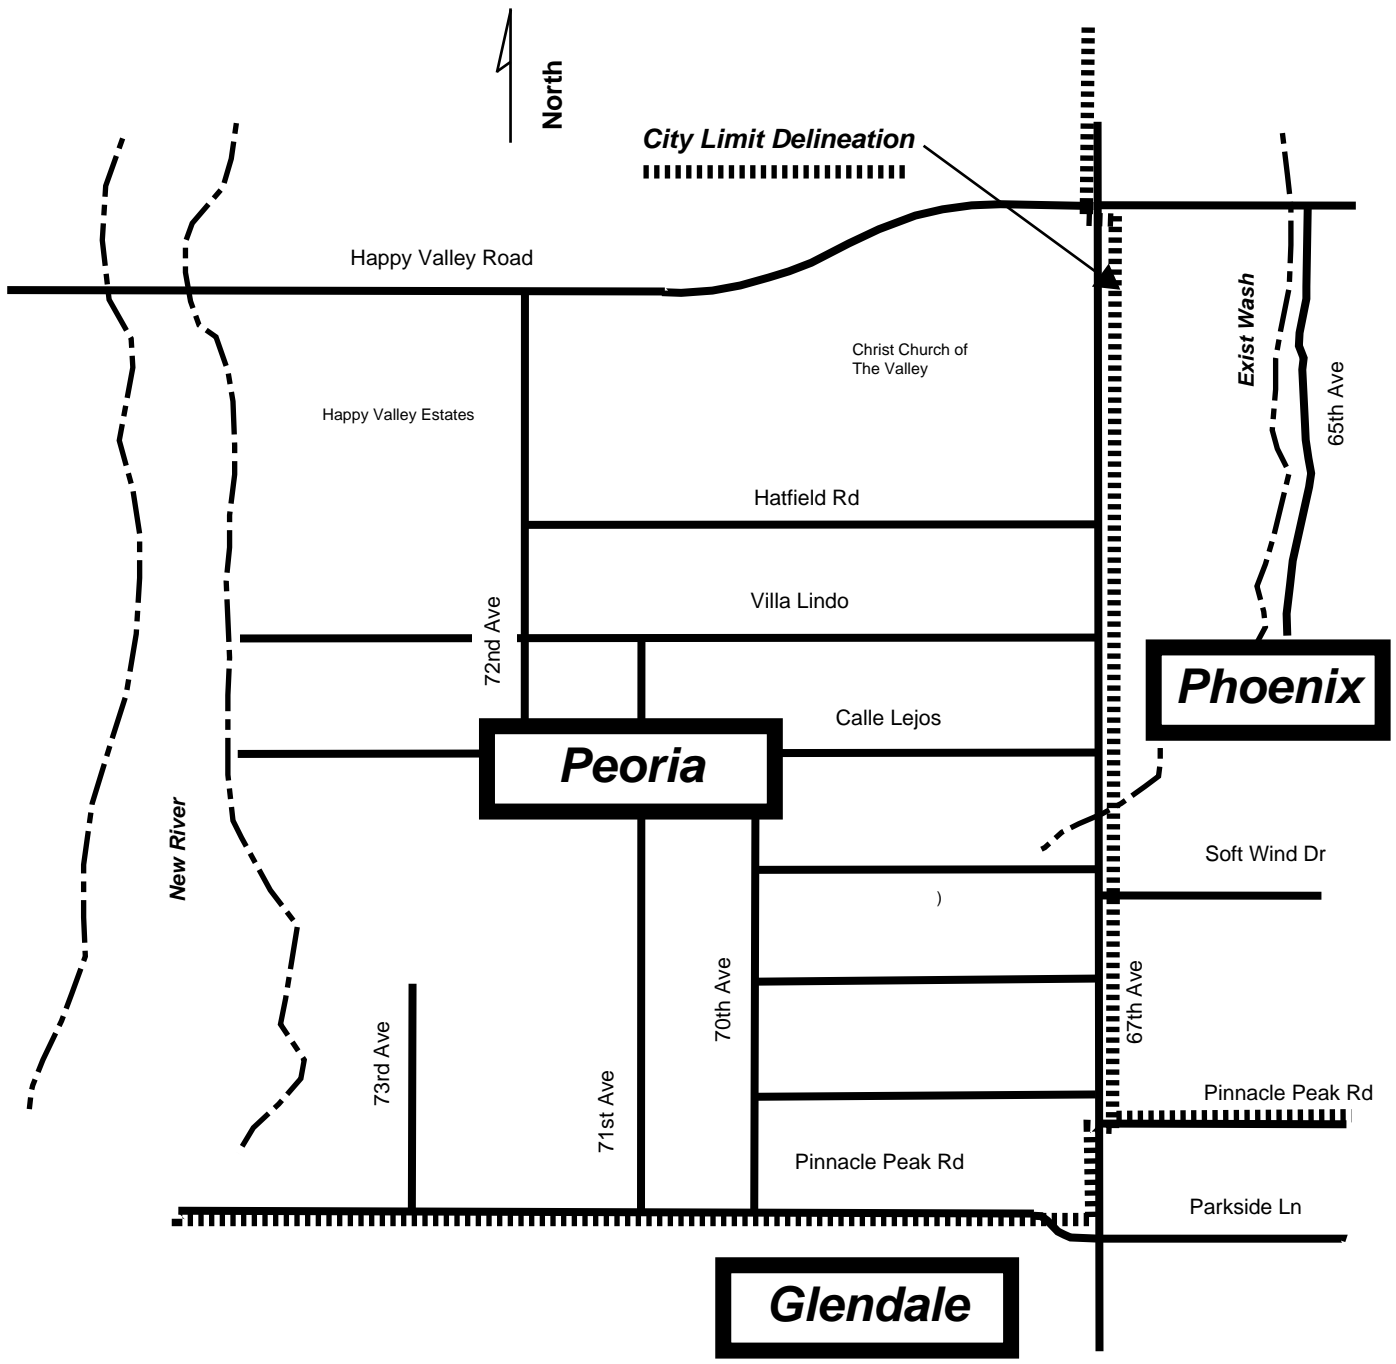 North
City Limit Delineation
Happy Valley Road
Christ Church of
The Valley
Exist Wash
65th Ave
Happy Valley Estates
Hatfield Rd
Villa Lindo
72nd Ave
Phoenix
Calle Lejos
Peoria
New River
Soft Wind Dr
)
70th Ave
67th Ave
73rd Ave
71st Ave
Pinnacle Peak Rd
Pinnacle Peak Rd
Parkside Ln
Glendale